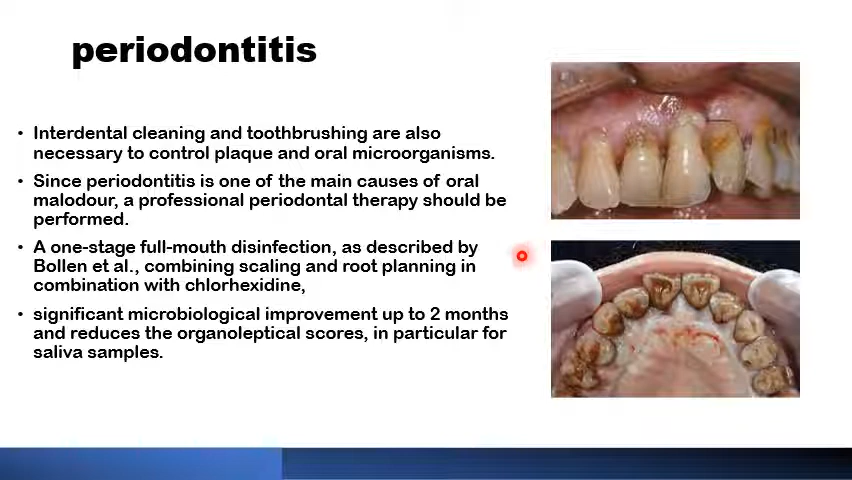 periodontitis
• Interdental cleaning and toothbrushing are also
necessary to control plaque and oral microorganisms.
• Since periodontitis is one of the main causes of oral
malodour, a professional periodontal therapy should be
performed.
• A one-stage full-mouth disinfection, as described by
Bollen et al., combining scaling and root planning in
combination with chlorhexidine,
• significant microbiological improvement up to 2 months
and reduces the organoleptical scores, in particular for
saliva samples.